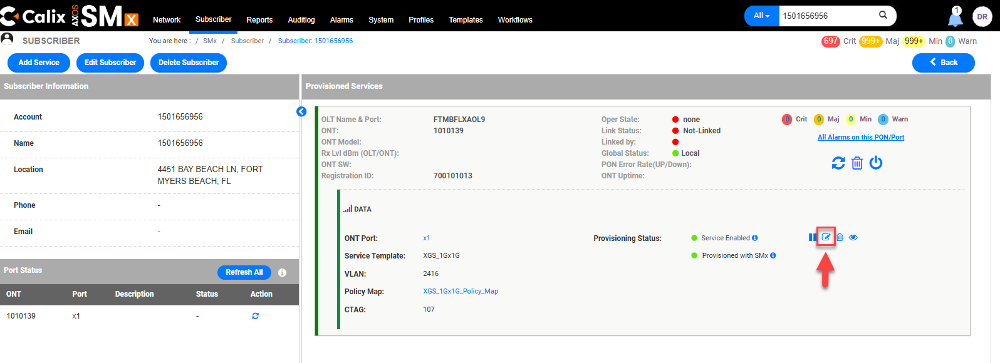 Calix AXOS SMx
Network Subscriber Reports Auditlog Alarms System Profiles Templates Workflows
All 1501656956
1
DR
SUBSCRIBER
You are here : / SMx / Subscriber / Subscriber: 1501656956
697 Crit 999+ Maj 999+ Min 0 Warn
Add Service Edit Subscriber Delete Subscriber
Back
Subscriber Information
Account 1501656956
Name 1501656956
Location 4451 BAY BEACH LN, FORT
MYERS BEACH, FL
Phone -
Email -
Port Status
Refresh All
ONT Port Description Status Action
1010139 x1 -
Provisioned Services
OLT Name & Port: FTMBFLXAOL9
ONT: 1010139
ONT Model:
Rx Lvl dBm (OLT/ONT):
ONT SW:
Registration ID: 700101013
Oper State: none
Link Status: Not-Linked
Linked by:
Global Status: Local
PON Error Rate(UP/Down):
ONT Uptime:
0 Crit 0 Maj 0 Min 0 Warn
All Alarms on this PON/Port
DATA
ONT Port: x1
Service Template: XGS_1Gx1G
VLAN: 2416
Policy Map: XGS_1Gx1G_Policy_Map
CTAG: 107
Provisioning Status: Service Enabled
Provisioned with SMx